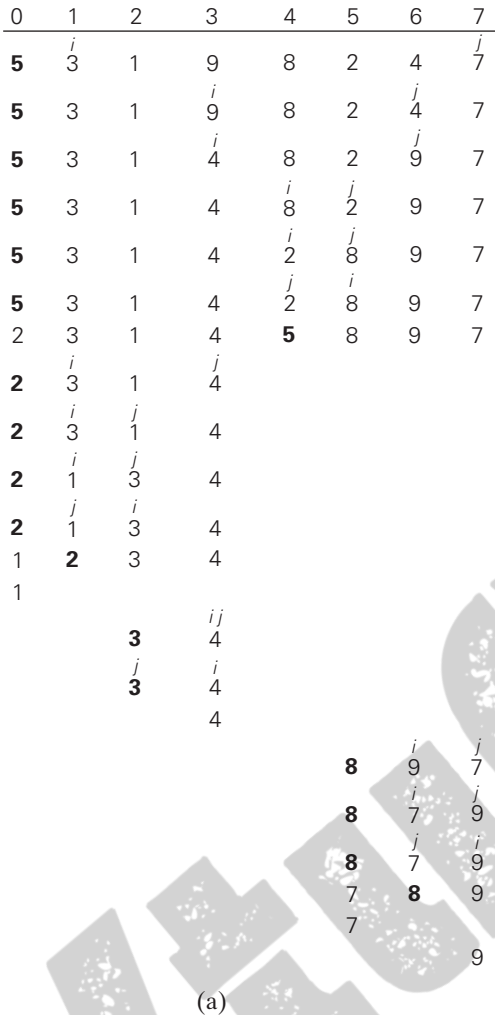 0 1 2 3 4 5 6 7
i j
5 3 1 9 8 2 4 7
i j
5 3 1 9 8 2 4 7
i j
5 3 1 4 8 2 9 7
i j
5 3 1 4 8 2 9 7
i j
5 3 1 4 2 8 9 7
j i
5 3 1 4 2 8 9 7
2 3 1 4 5 8 9 7
i j
2 3 1 4
i j
2 3 1 4
i j
2 1 3 4
j i
2 1 3 4
1 2 3 4
1
i j
3 4
j i
3 4
4
i j
8 9 7
i j
8 7 9
j i
8 7 9
7 8 9
7
9
(a)